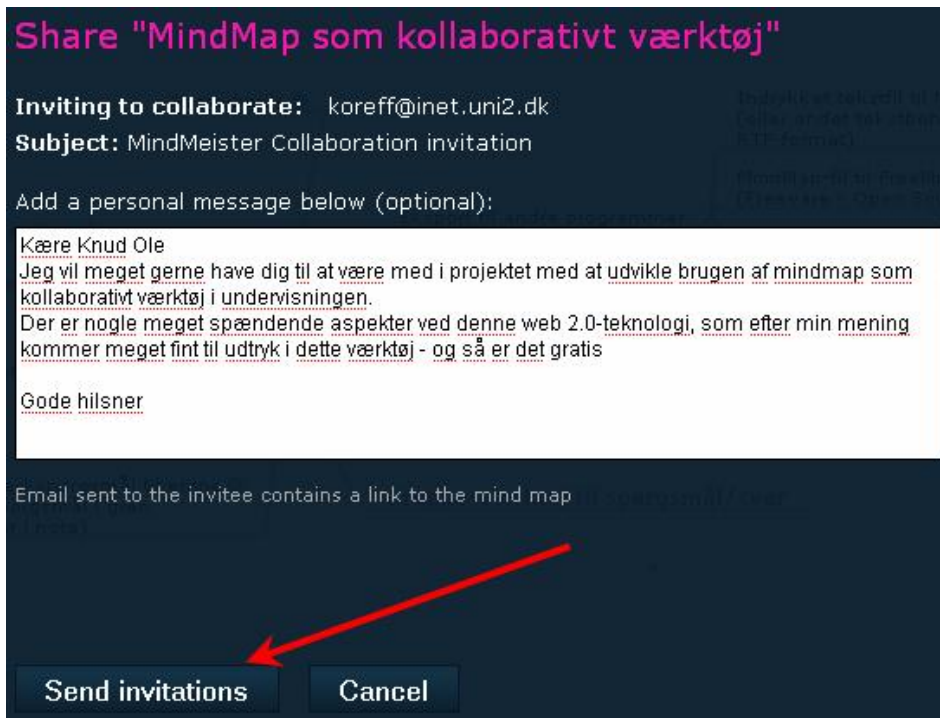 Share "MindMap som kollaborativt værktøj"
Inviting to collaborate: koreff@inet.uni2.dk
Subject: MindMeister Collaboration invitation
Add a personal message below (optional):
Kære Knud Ole
Jeg vil meget gerne have dig til at være med i projektet med at udvikle brugen af mindmap som
kollaborativt værktøj i undervisningen.
Der er nogle meget spændende aspekter ved denne web 2.0-teknologi, som efter min mening
kommer meget fint til udtryk i dette værktøj - og så er det gratis
Gode hilsner
Email sent to the invitee contains a link to the mind map
Send invitations Cancel